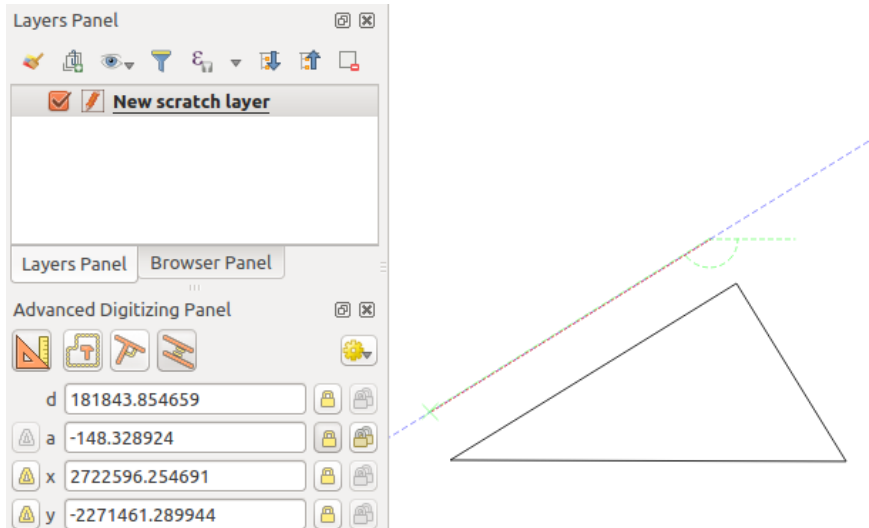 Layers Panel
New scratch layer
Layers Panel Browser Panel
Advanced Digitizing Panel
d 181843.854659
a -148.328924
x 2722596.254691
y -2271461.289944